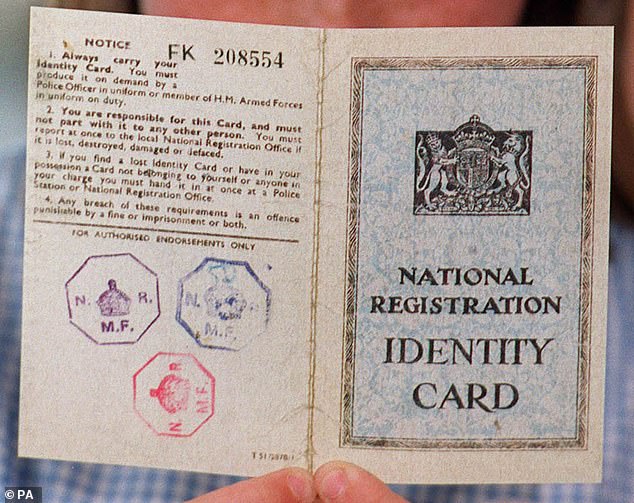 NOTICE
FK 208554
1. Always carry your
Identity Card. You must
produce it on demand by a
Police Officer in uniform or member of H.M. Armed Forces
in uniform on duty.
2. You are responsible for this Card, and must
not part with it to any other person. You must
report at once to the local National Registration Office if
it is lost, destroyed, damaged or defaced.
3. If you find a lost Identity Card or have in your
possession a Card not belonging to yourself or anyone in
your charge you must hand it in at once at a Police
Station or National Registration Office.
4. Any breach of these requirements is an offence
punishable by a fine or imprisonment or both.
FOR AUTHORISED ENDORSEMENTS ONLY
N. R.
M.F.
N. R.
M.F.
N R
M.F.
NATIONAL
REGISTRATION
IDENTITY
CARD
© PA